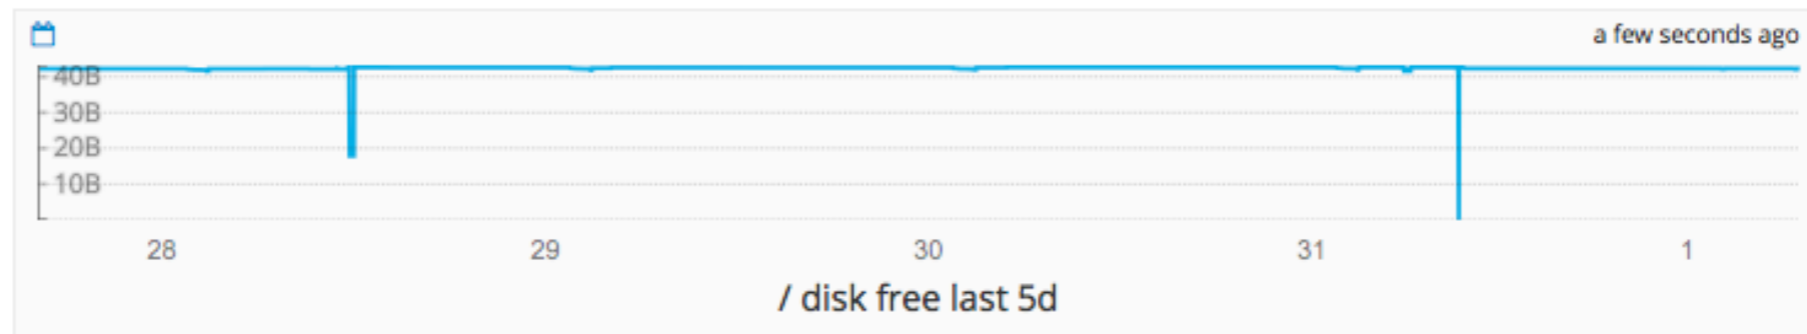 a few seconds ago
40B
30B
20B
10B
28 29 30 31 1
/ disk free last 5d